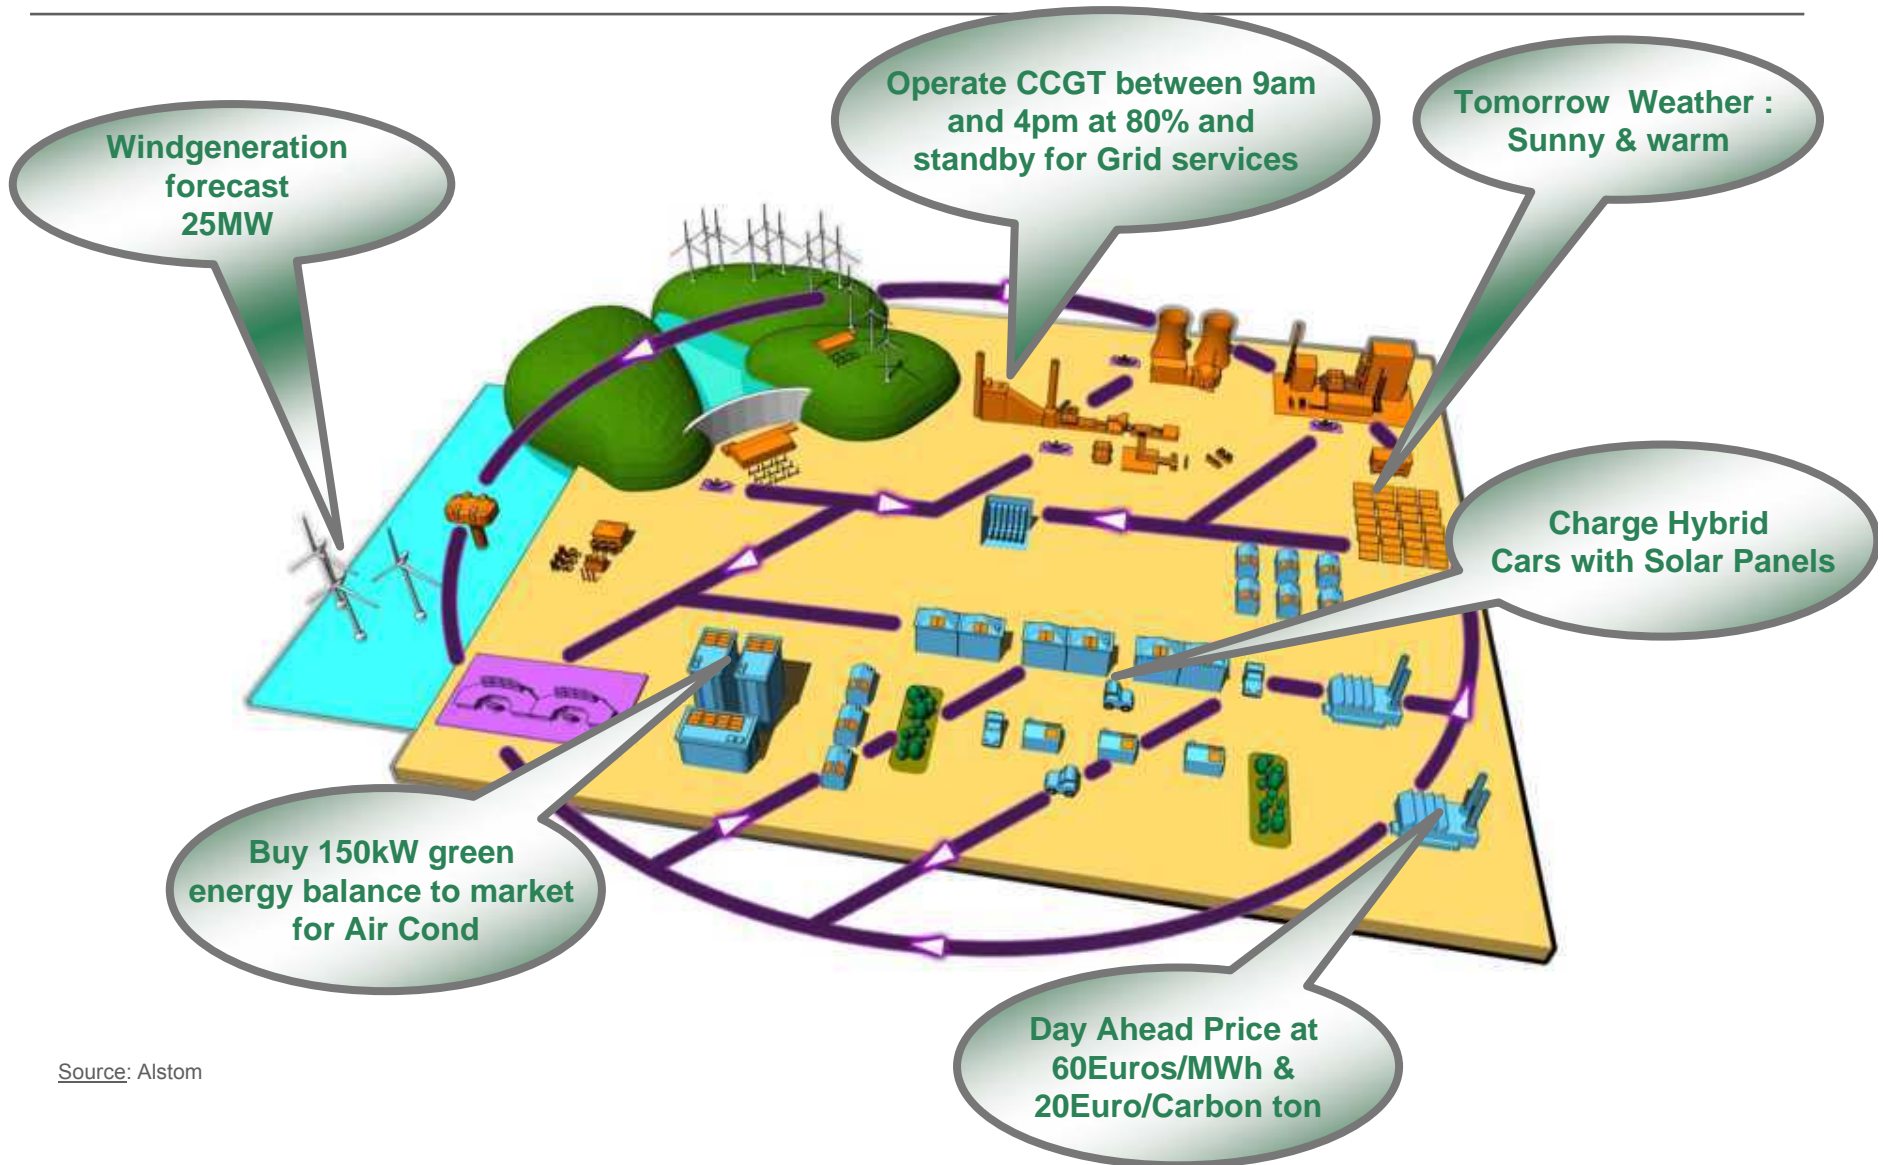 Windgeneration
forecast
25MW
Operate CCGT between 9am
and 4pm at 80% and
standby for Grid services
Tomorrow Weather :
Sunny & warm
Charge Hybrid
Cars with Solar Panels
Buy 150kW green
energy balance to market
for Air Cond
Day Ahead Price at
60Euros/MWh &
20Euro/Carbon ton
Source: Alstom